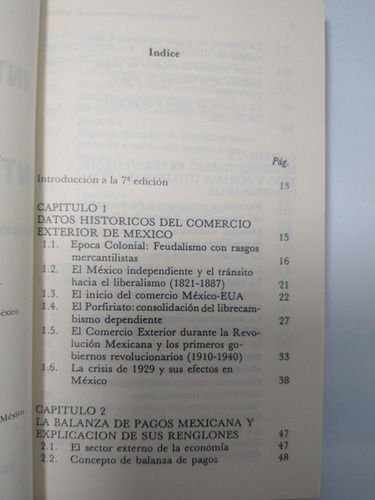 Indice
Pág.
Introducción a la 7ª edición 13
CAPITULO 1
DATOS HISTORICOS DEL COMERCIO
EXTERIOR DE MEXICO 15
1.1. Epoca Colonial: Feudalismo con rasgos
mercantilistas 16
1.2. El México independiente y el tránsito
hacia el liberalismo (1821-1887) 21
1.3. El inicio del comercio México-EUA 22
1.4. El Porfiriato: consolidación del librecam-
bismo dependiente 27
1.5. El Comercio Exterior durante la Revo-
lución Mexicana y los primeros go-
biernos revolucionarios (1910-1940) 33
1.6. La crisis de 1929 y sus efectos en
México 38
CAPITULO 2
LA BALANZA DE PAGOS MEXICANA Y
EXPLICACION DE SUS RENGLONES 47
2.1. El sector externo de la economía 47
2.2. Concepto de balanza de pagos 48